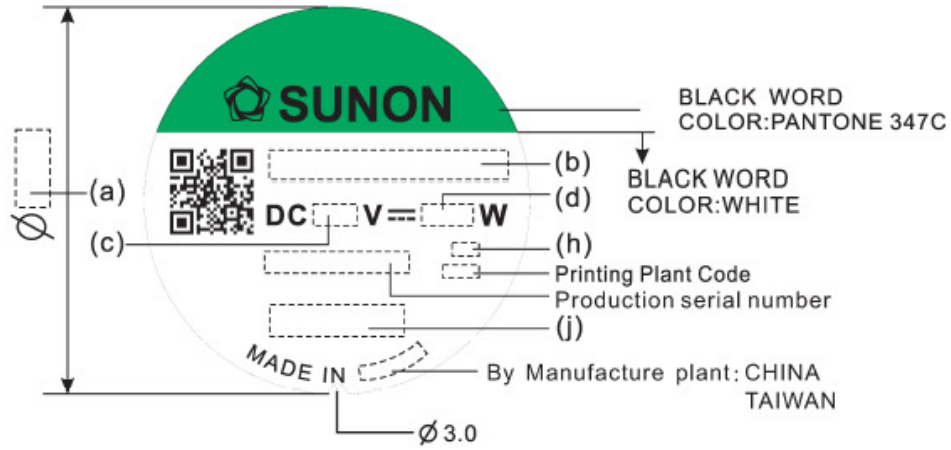 SUNON
BLACK WORD
COLOR:PANTONE 347C
BLACK WORD
COLOR:WHITE
(a)
(b)
DC V W
(d)
(c)
(h)
Printing Plant Code
Production serial number
(j)
MADE IN
By Manufacture plant: CHINA
TAIWAN
Ø
Ø 3.0